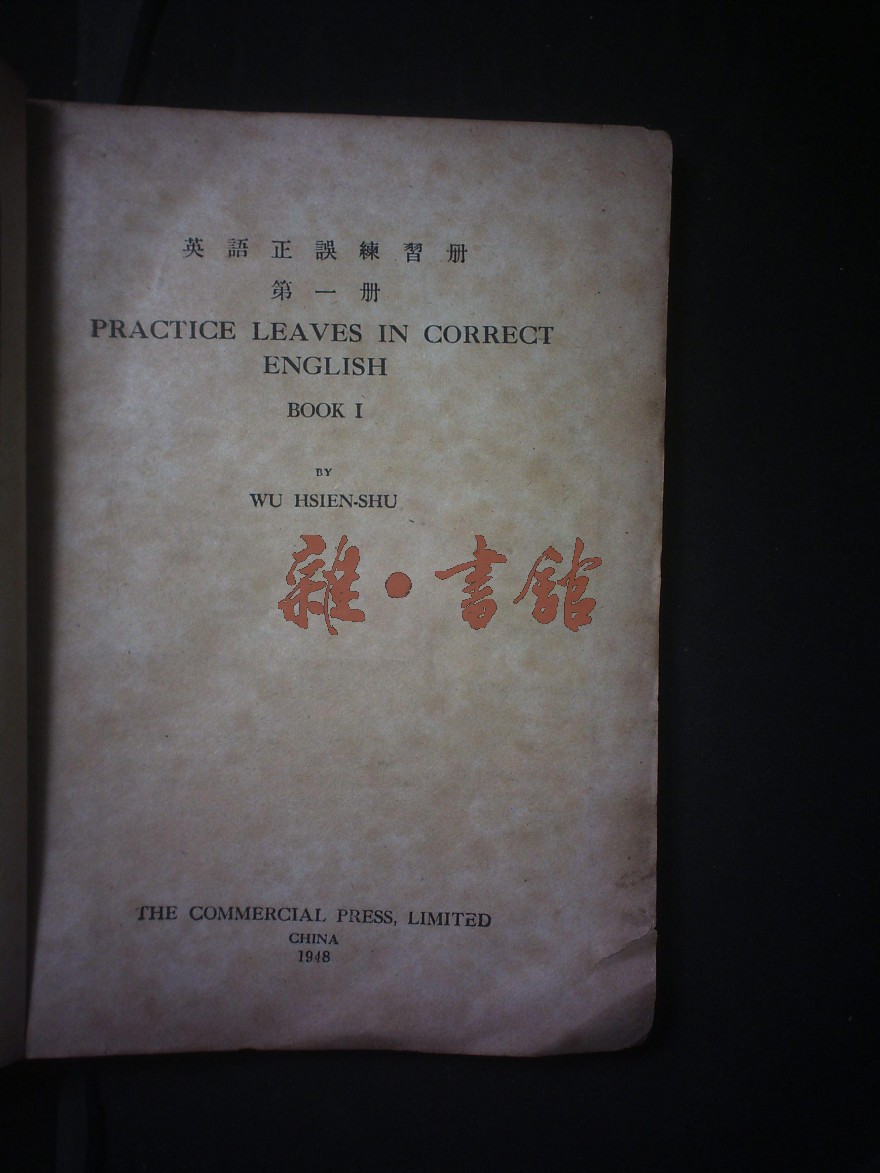 英語正誤練習册
第一册
PRACTICE LEAVES IN CORRECT
ENGLISH
BOOK I
BY
WU HSIEN-SHU
雜·書館
THE COMMERCIAL PRESS, LIMITED
CHINA
1948